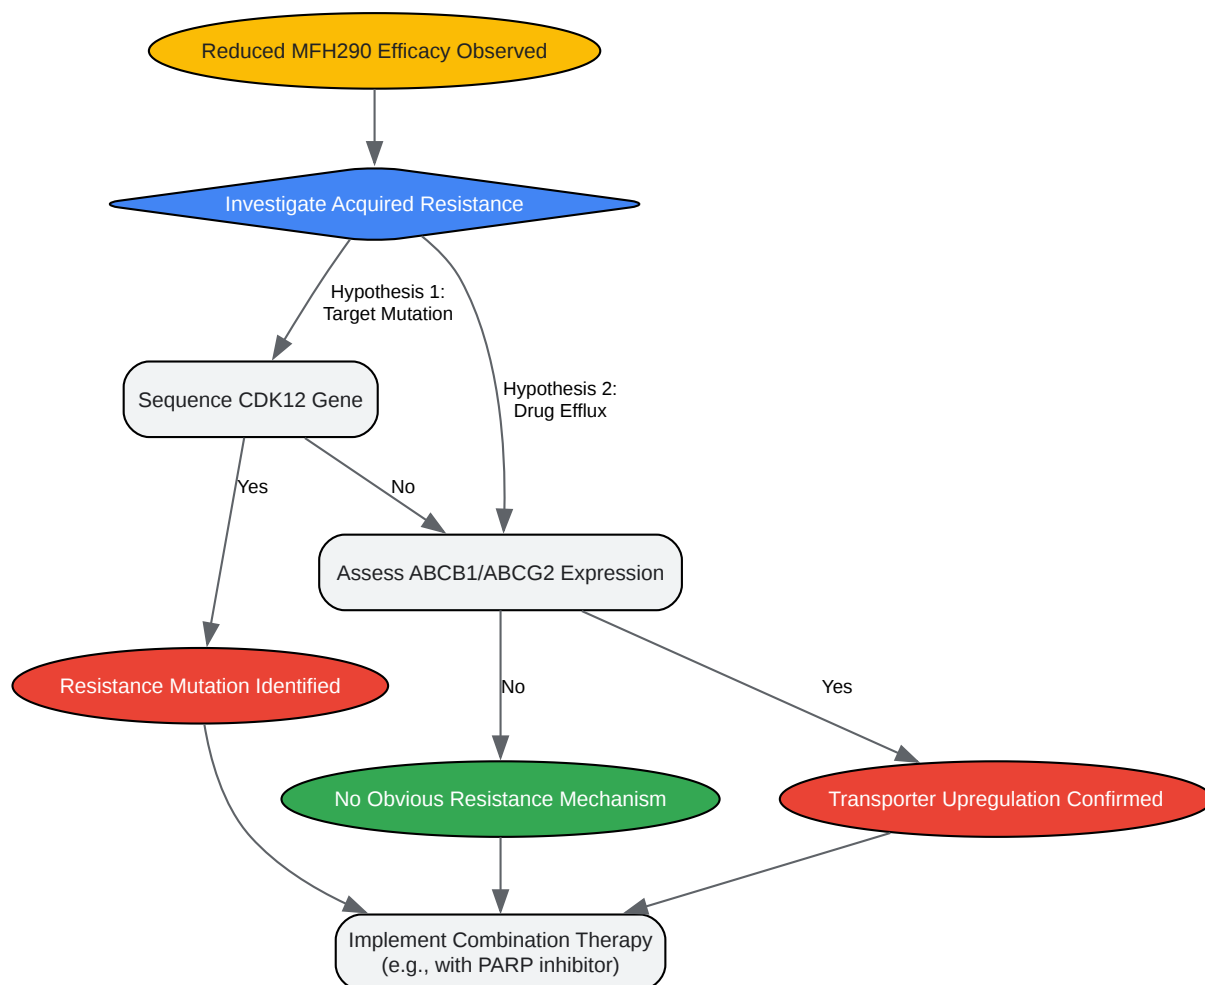 Reduced MFH290 Efficacy Observed
Investigate Acquired Resistance
Hypothesis 1:
Target Mutation
Sequence CDK12 Gene
Hypothesis 2:
Drug Efflux
Yes
No
Assess ABCB1/ABCG2 Expression
Resistance Mutation Identified
No
Yes
No Obvious Resistance Mechanism
Transporter Upregulation Confirmed
Implement Combination Therapy
(e.g., with PARP inhibitor)